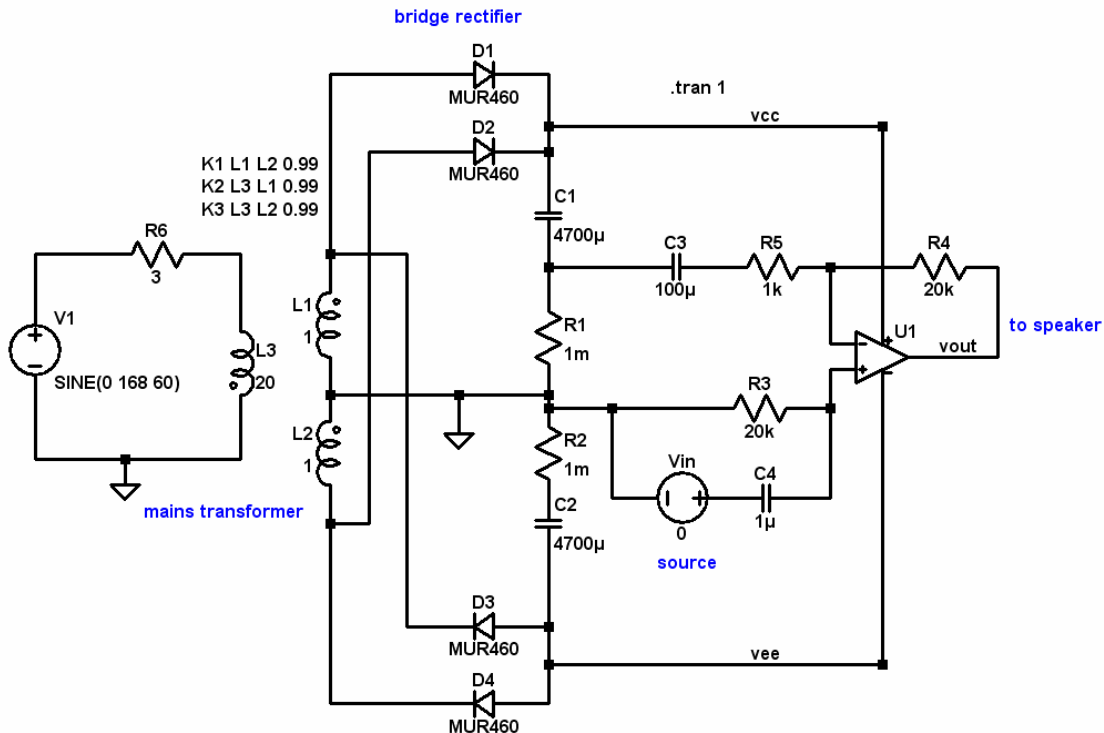 bridge rectifier
D1
MUR460
.tran 1
vcc
D2
MUR460
K1 L1 L2 0.99
K2 L3 L1 0.99
K3 L3 L2 0.99
C1
4700µ
R6
3
C3
100µ
R5
1k
R4
20k
V1
SINE(0 168 60)
L3
20
L1
1
R1
1m
U1
to speaker
vout
L2
1
R3
20k
R2
1m
Vin
0
C4
1µ
mains transformer
C2
4700µ
source
D3
MUR460
vee
D4
MUR460